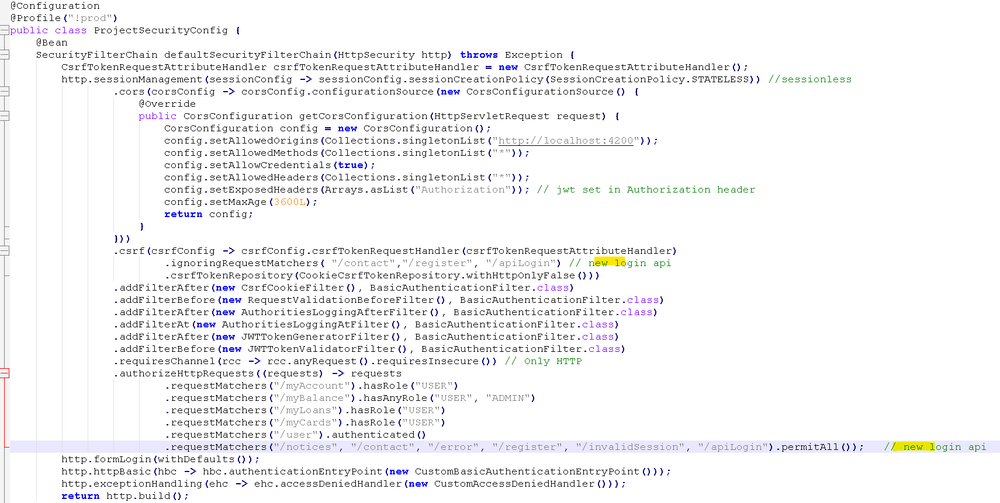 @Configuration
@Profile("!prod")
public class ProjectSecurityConfig {
    @Bean
    SecurityFilterChain defaultSecurityFilterChain(HttpSecurity http) throws Exception {
        CsrfTokenRequestAttributeHandler csrfTokenRequestAttributeHandler = new CsrfTokenRequestAttributeHandler();
        http.sessionManagement(sessionConfig -> sessionConfig.sessionCreationPolicy(SessionCreationPolicy.STATELESS)) //sessionless
                .cors(corsConfig -> corsConfig.configurationSource(new CorsConfigurationSource() {
                    @Override
                    public CorsConfiguration getCorsConfiguration(HttpServletRequest request) {
                        CorsConfiguration config = new CorsConfiguration();
                        config.setAllowedOrigins(Collections.singletonList("http://localhost:4200"));
                        config.setAllowedMethods(Collections.singletonList("*"));
                        config.setAllowCredentials(true);
                        config.setAllowedHeaders(Collections.singletonList("*"));
                        config.setExposedHeaders(Arrays.asList("Authorization")); // jwt set in Authorization header
                        config.setMaxAge(3600L);
                        return config;
                    }
                }))
                .csrf(csrfConfig -> csrfConfig.csrfTokenRequestHandler(csrfTokenRequestAttributeHandler)
                        .ignoringRequestMatchers( "/contact","/register", "/apiLogin") // new login api
                        .csrfTokenRepository(CookieCsrfTokenRepository.withHttpOnlyFalse()))
                .addFilterAfter(new CsrfCookieFilter(), BasicAuthenticationFilter.class)
                .addFilterBefore(new RequestValidationBeforeFilter(), BasicAuthenticationFilter.class)
                .addFilterAfter(new AuthoritiesLoggingAfterFilter(), BasicAuthenticationFilter.class)
                .addFilterAt(new AuthoritiesLoggingAtFilter(), BasicAuthenticationFilter.class)
                .addFilterAfter(new JWTTokenGeneratorFilter(), BasicAuthenticationFilter.class)
                .addFilterBefore(new JWTTokenValidatorFilter(), BasicAuthenticationFilter.class)
                .requiresChannel(rcc -> rcc.anyRequest().requiresInsecure()) // Only HTTP
                .authorizeHttpRequests((requests) -> requests
                        .requestMatchers("/myAccount").hasRole("USER")
                        .requestMatchers("/myBalance").hasAnyRole("USER", "ADMIN")
                        .requestMatchers("/myLoans").hasRole("USER")
                        .requestMatchers("/myCards").hasRole("USER")
                        .requestMatchers("/user").authenticated()
                        .requestMatchers("/notices", "/contact", "/error", "/register", "/invalidSession", "/apiLogin").permitAll());   // new login api
        http.formLogin(withDefaults());
        http.httpBasic(hbc -> hbc.authenticationEntryPoint(new CustomBasicAuthenticationEntryPoint()));
        http.exceptionHandling(ehc -> ehc.accessDeniedHandler(new CustomAccessDeniedHandler()));
        return http.build();